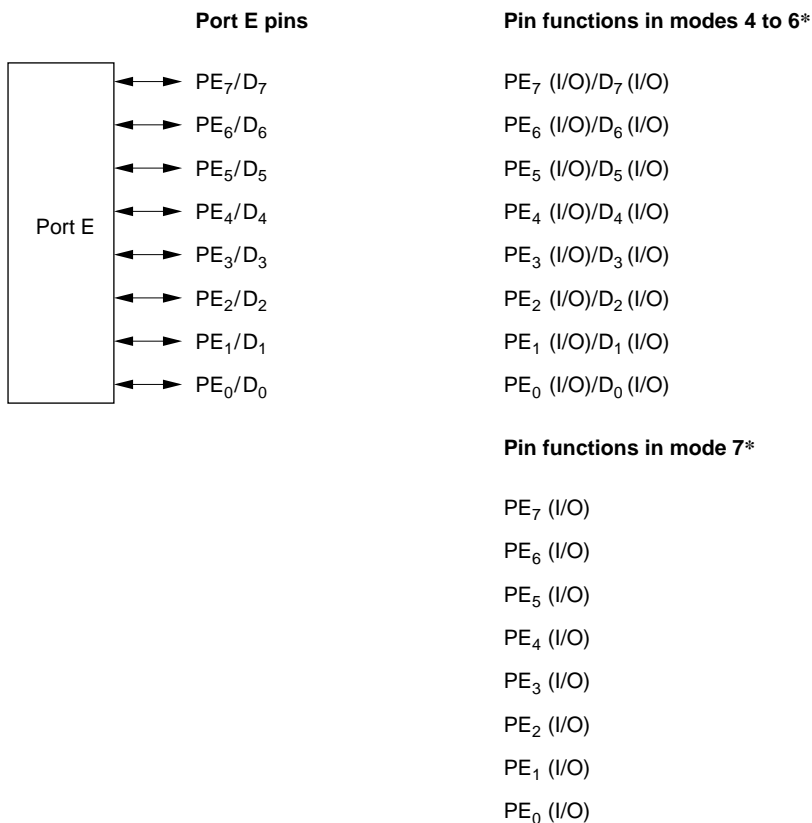 Port E pins Pin functions in modes 4 to 6*
PE7/D7 PE7 (I/O)/D7 (I/O)
PE6/D6 PE6 (I/O)/D6 (I/O)
PE5/D5 PE5 (I/O)/D5 (I/O)
Port E PE4/D4 PE4 (I/O)/D4 (I/O)
PE3/D3 PE3 (I/O)/D3 (I/O)
PE2/D2 PE2 (I/O)/D2 (I/O)
PE1/D1 PE1 (I/O)/D1 (I/O)
PE0/D0 PE0 (I/O)/D0 (I/O)
Pin functions in mode 7*
PE7 (I/O)
PE6 (I/O)
PE5 (I/O)
PE4 (I/O)
PE3 (I/O)
PE2 (I/O)
PE1 (I/O)
PE0 (I/O)